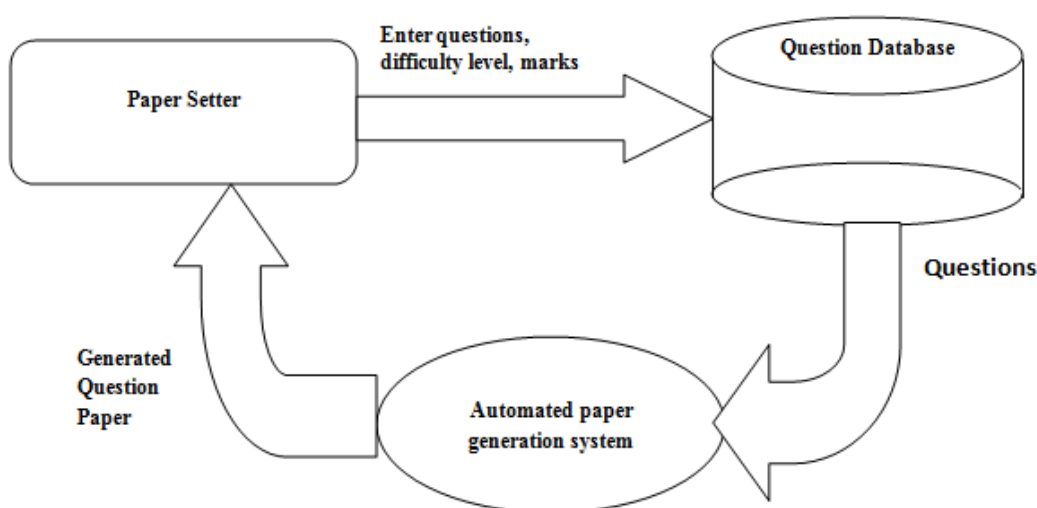 Enter questions,
difficulty level, marks
Question Database
Paper Setter
Questions
Generated
Question
Paper
Automated paper
generation system